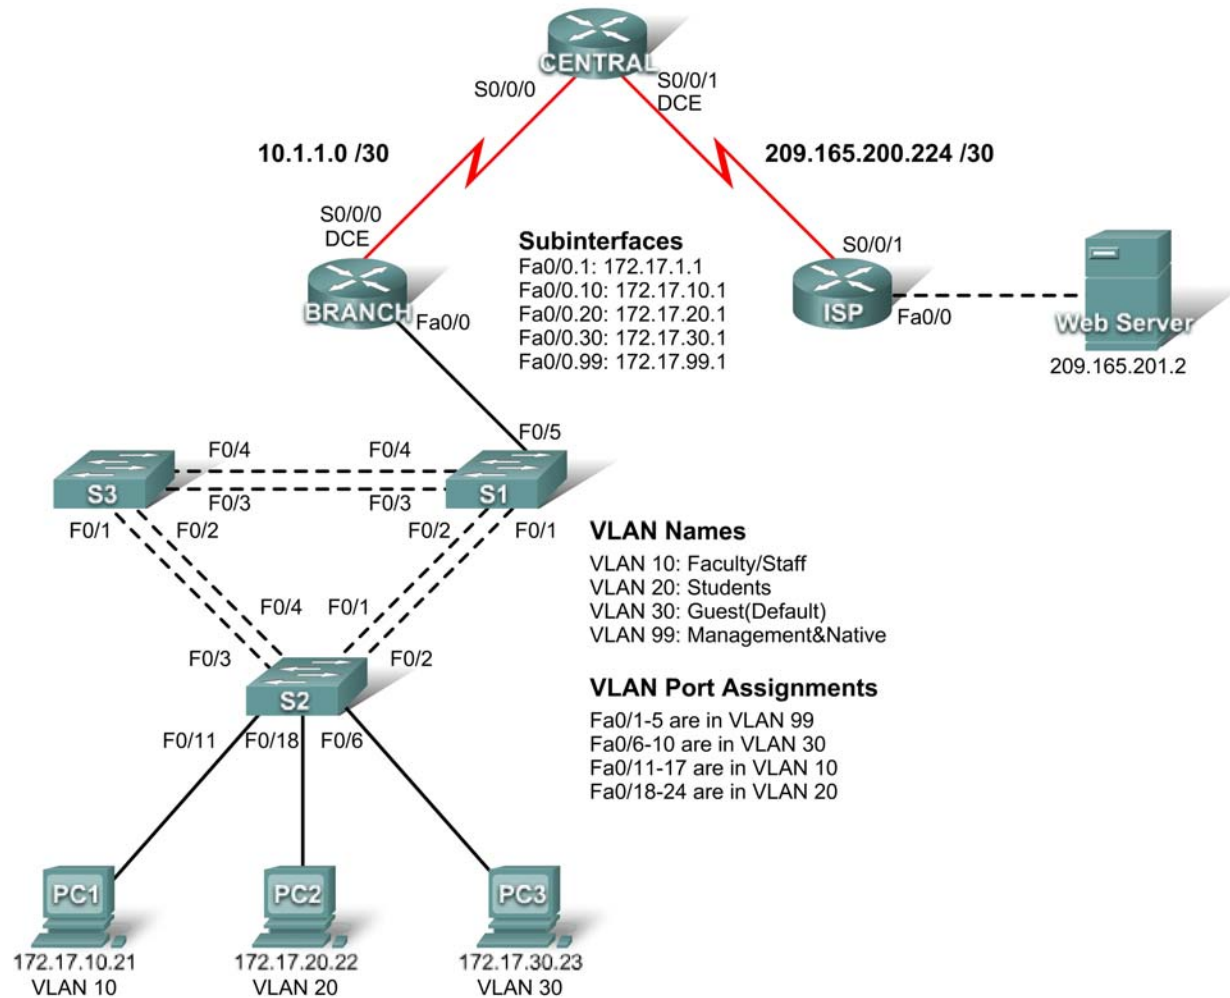 CENTRAL
S0/0/0
S0/0/1
DCE
10.1.1.0 /30
209.165.200.224 /30
S0/0/0
DCE
Subinterfaces
Fa0/0.1: 172.17.1.1
Fa0/0.10: 172.17.10.1
Fa0/0.20: 172.17.20.1
Fa0/0.30: 172.17.30.1
Fa0/0.99: 172.17.99.1
S0/0/1
BRANCH
Fa0/0
ISP
Fa0/0
Web Server
209.165.201.2
F0/5
F0/4
F0/4
S3
F0/3
F0/3
S1
F0/1
F0/2
F0/2
F0/1
VLAN Names
VLAN 10: Faculty/Staff
VLAN 20: Students
VLAN 30: Guest(Default)
VLAN 99: Management&Native
F0/4
F0/1
F0/3
F0/2
S2
VLAN Port Assignments
Fa0/1-5 are in VLAN 99
Fa0/6-10 are in VLAN 30
Fa0/11-17 are in VLAN 10
Fa0/18-24 are in VLAN 20
F0/11
F0/18
F0/6
PC1
PC2
PC3
172.17.10.21
VLAN 10
172.17.20.22
VLAN 20
172.17.30.23
VLAN 30